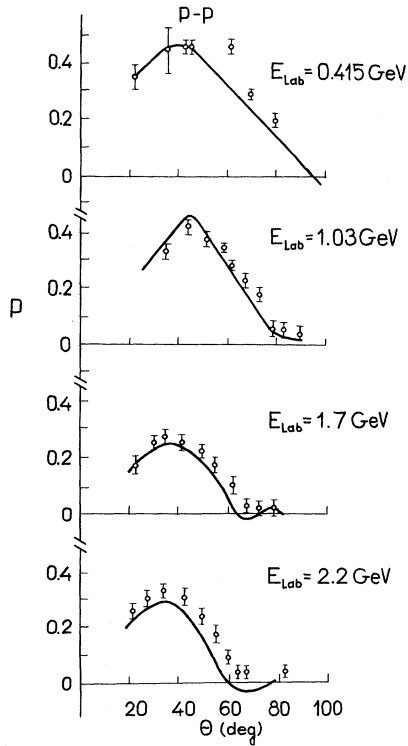 p-p
0.4
0.2
0
E_Lab = 0.415 GeV
0.4
0.2
0
E_Lab = 1.03 GeV
P
0.4
0.2
0
E_Lab = 1.7 GeV
0.4
0.2
0
E_Lab = 2.2 GeV
20 40 60 80 100
Θ (deg)